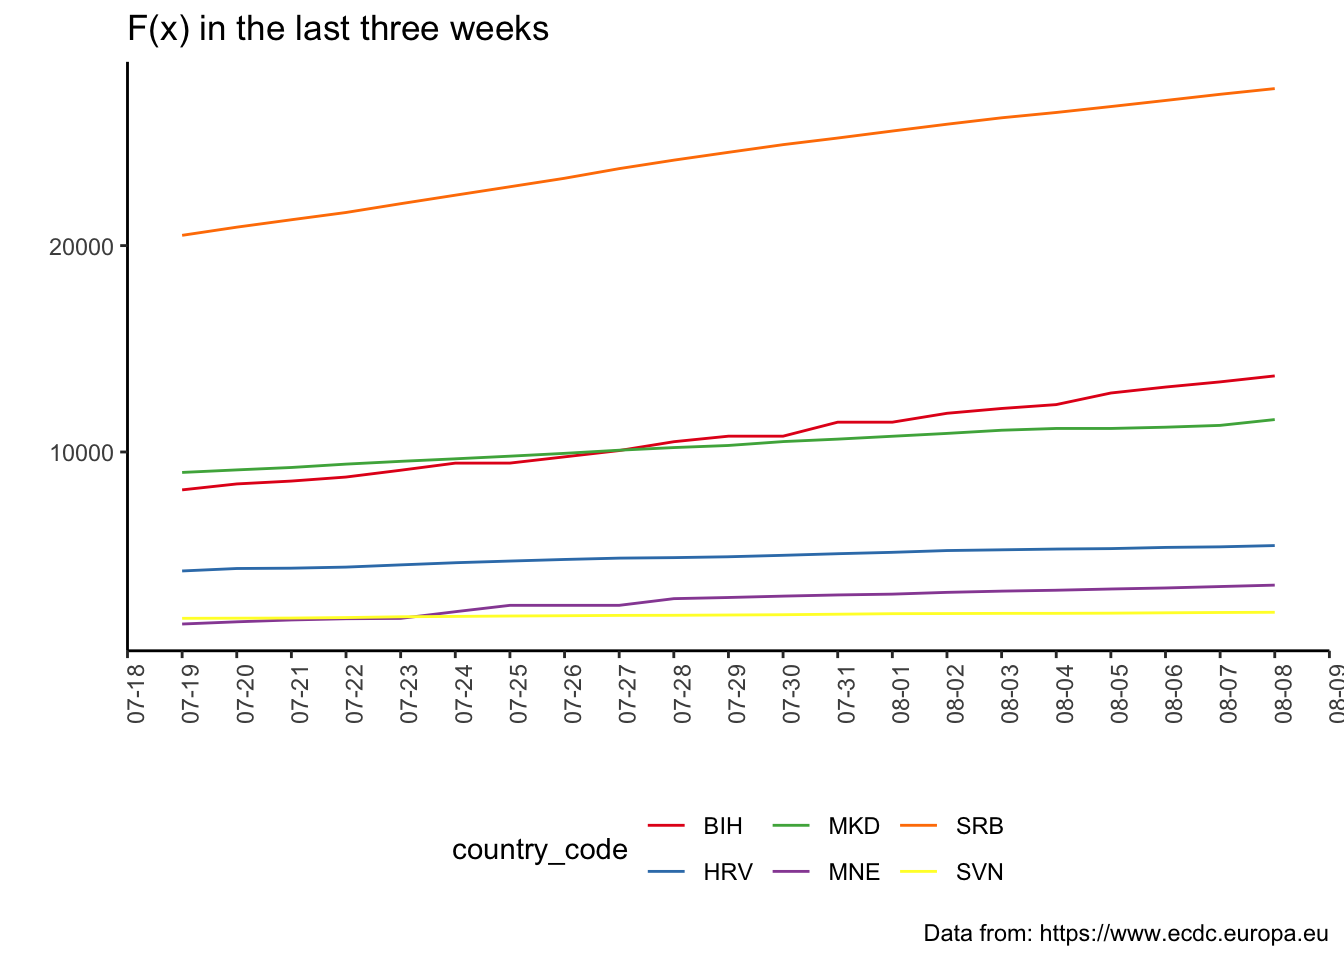 F(x) in the last three weeks
20000
10000
07-18 07-19 07-20 07-21 07-22 07-23 07-24 07-25 07-26 07-27 07-28 07-29 07-30 07-31 08-01 08-02 08-03 08-04 08-05 08-06 08-07 08-08 08-09
country_code
BIH MKD SRB
HRV MNE SVN
Data from: https://www.ecdc.europa.eu